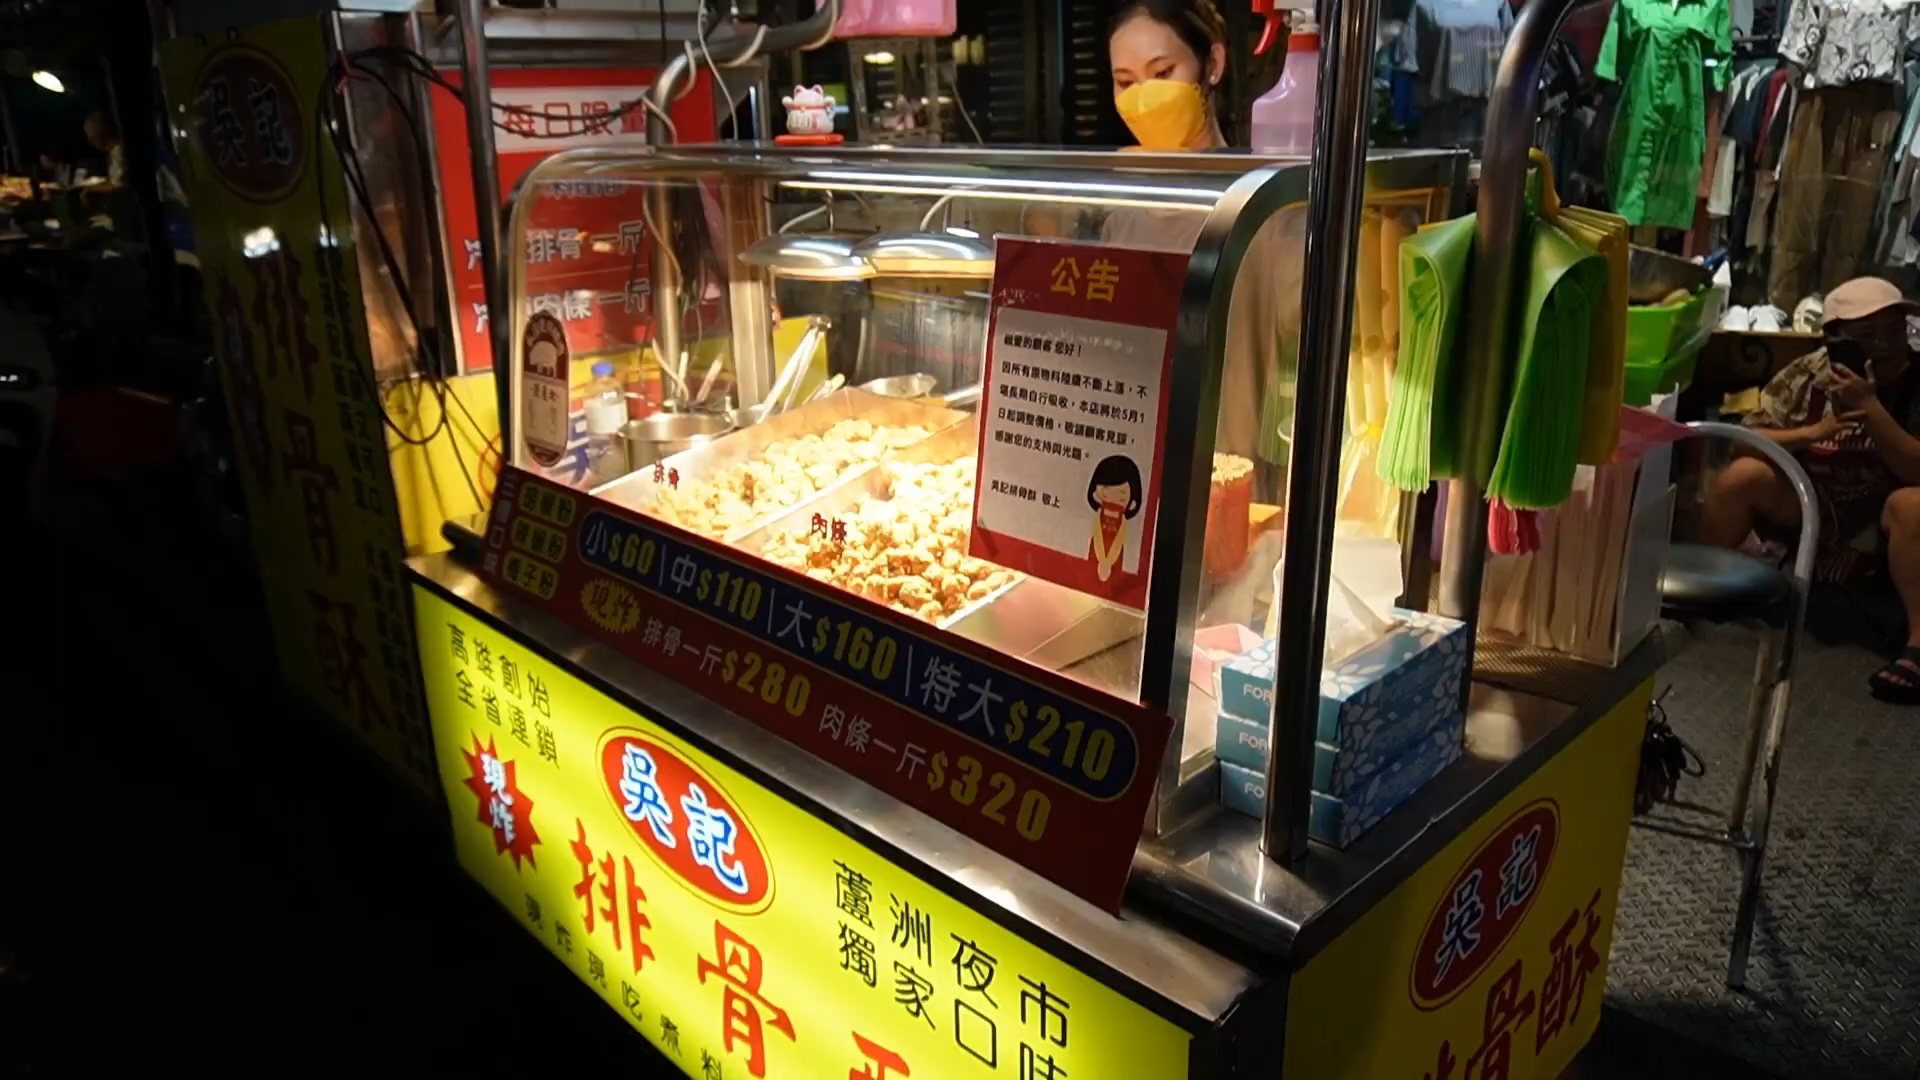 每日限量
排骨一斤
肉條一斤
公告
親愛的顧客您好！
因所有原物料陸續不斷上漲，不
堪長期自行吸收，本店將於5月1
日起調整價格，敬請顧客見諒，
感謝您的支持與光臨。
吳記排骨酥 敬上
排骨
肉條
胡椒粉
辣椒粉
梅子粉
小$60|中$110|大$160|特大$210
現炸
排骨一斤$280 肉條一斤$320
高雄創始
全省連鎖
現炸
吳記
排骨
現炸現吃
蘆洲夜市
獨家口味
吳記
骨酥
吳記
排骨酥